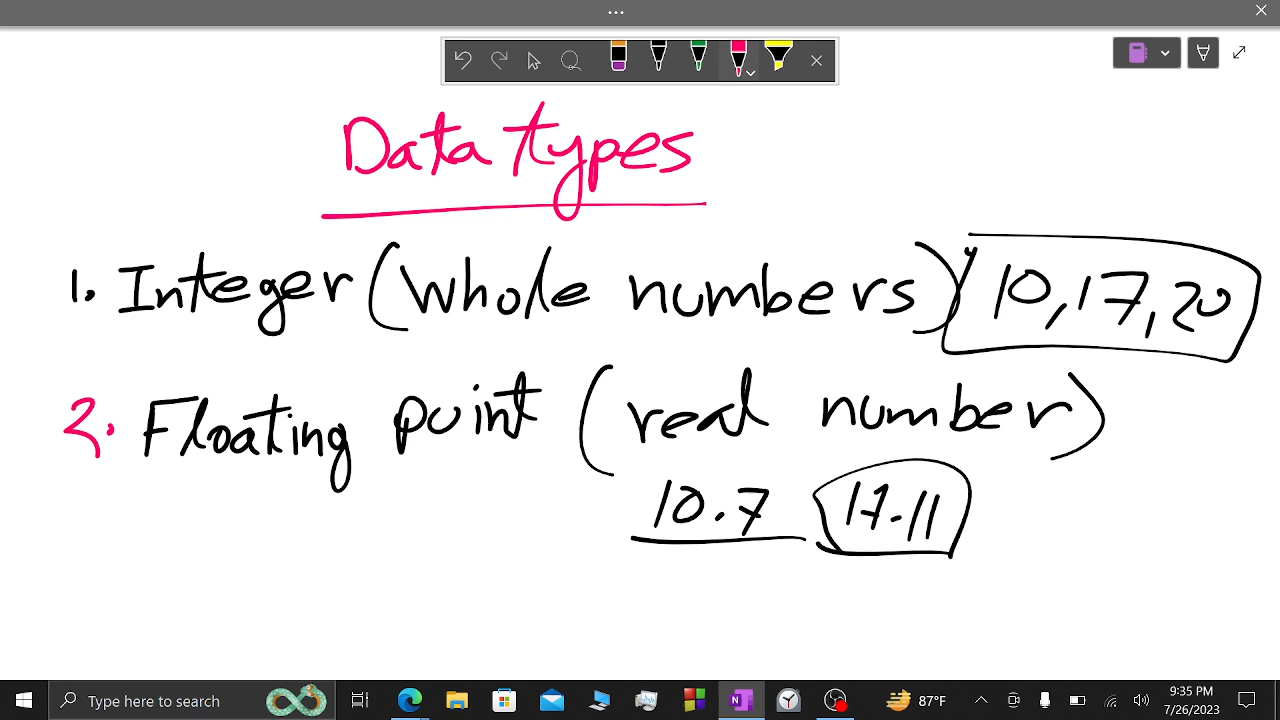 Data types
1. Integer (Whole numbers) 10, 17, 20
2. Floating point (real number)
10.7 17.11
Type here to search
87°F
9:35 PM
7/26/2023